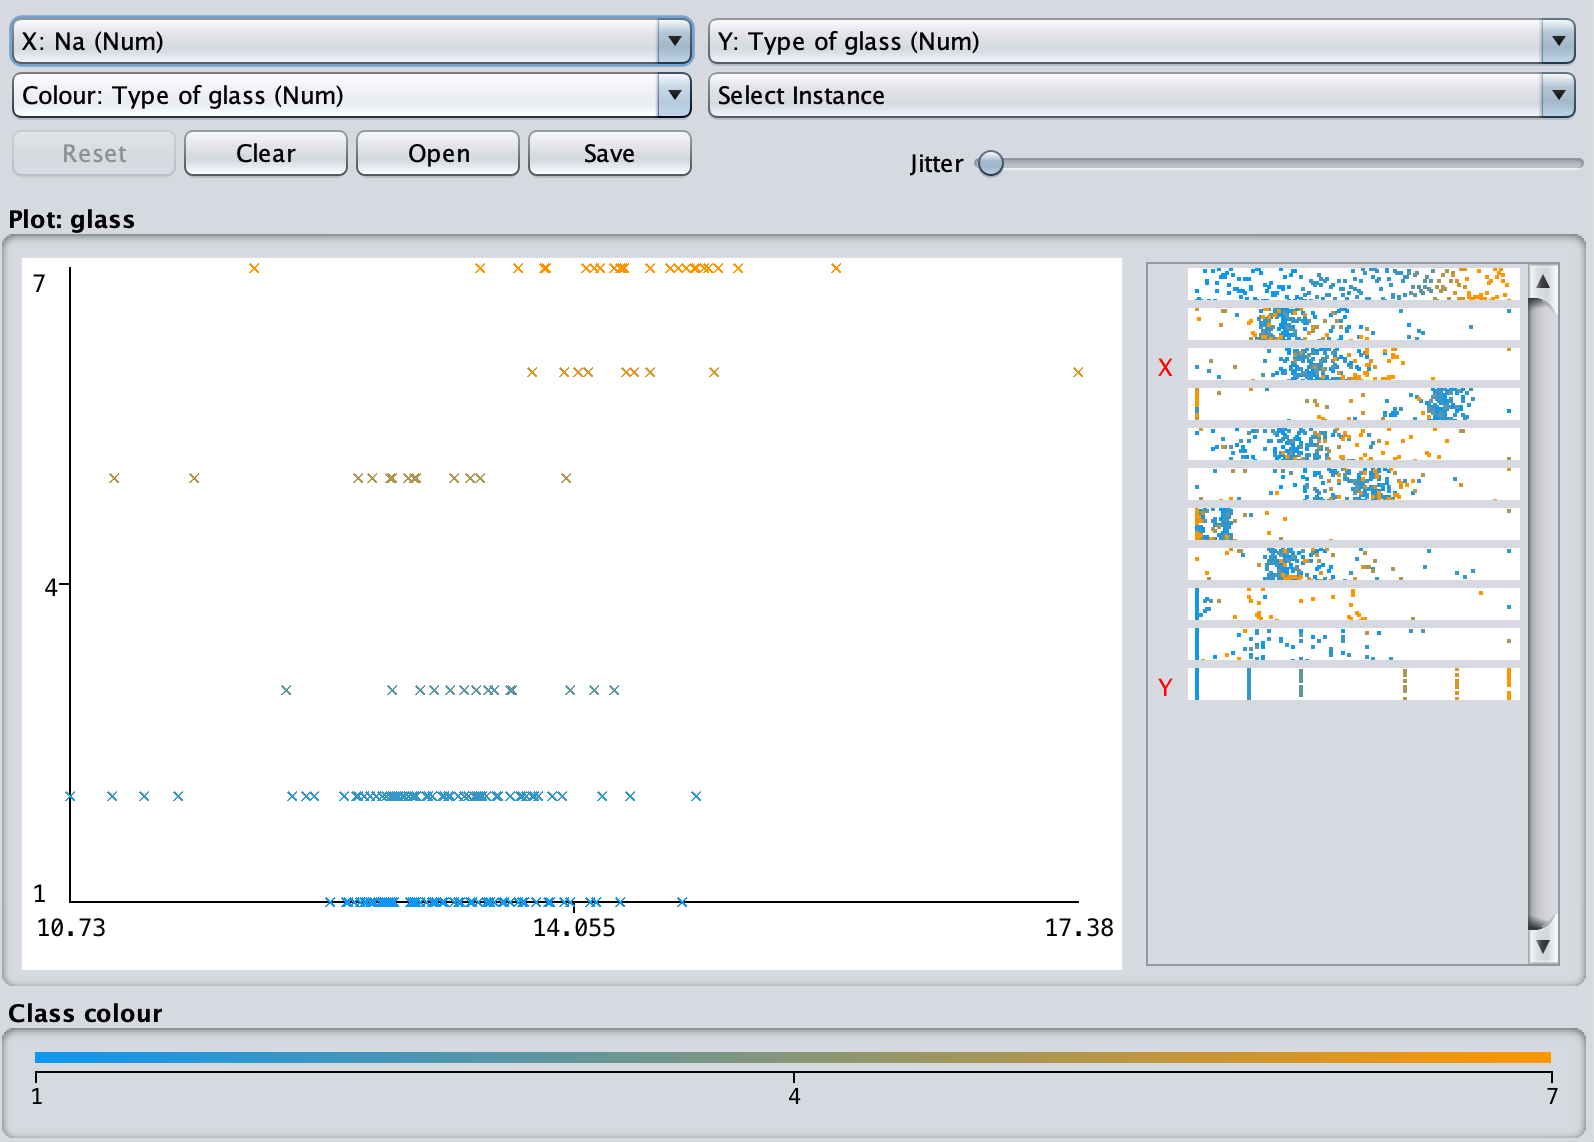 X: Na (Num)
Y: Type of glass (Num)
Colour: Type of glass (Num)
Select Instance
Reset
Clear
Open
Save
Jitter
Plot: glass
7
4
1
10.73
14.055
17.38
X
Y
Class colour
1
4
7